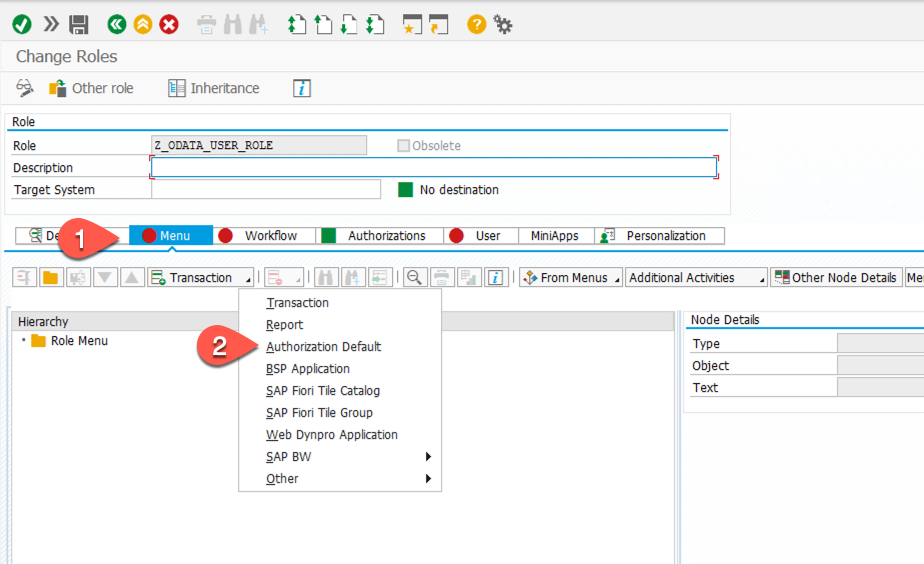 Change Roles
Other role Inheritance
Role
Role Z_ODATA_USER_ROLE Obsolete
Description
Target System No destination
1 Menu Workflow Authorizations User MiniApps Personalization
Transaction From Menus Additional Activities Other Node Details
Transaction
Hierarchy Report Node Details
Role Menu 2 Authorization Default Type
BSP Application Object
SAP Fiori Tile Catalog Text
SAP Fiori Tile Group
Web Dynpro Application
SAP BW
Other